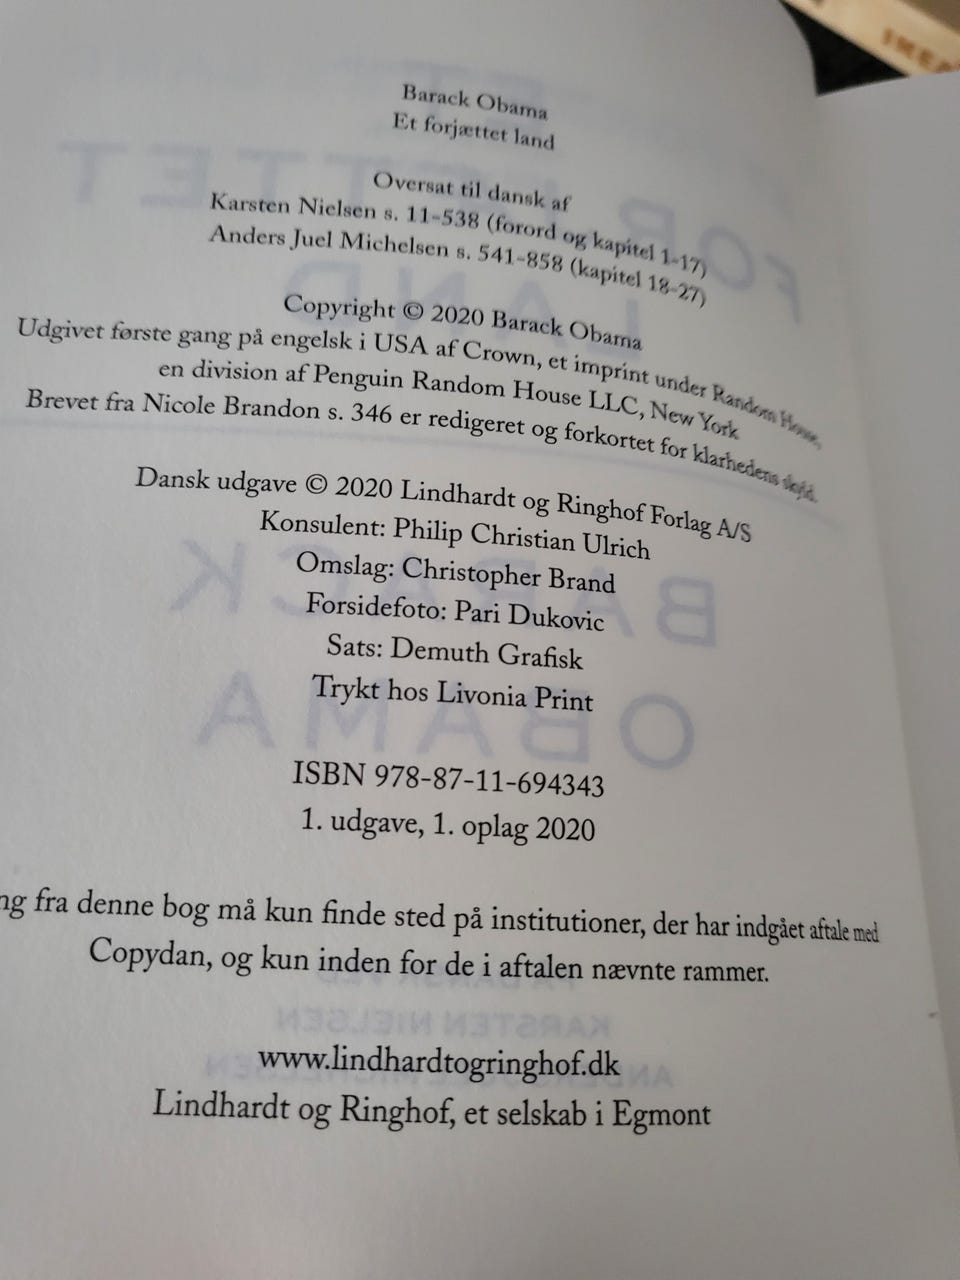 Barack Obama
Et forjættet land
Oversat til dansk af
Karsten Nielsen s. 11-538 (forord og kapitel 1-17)
Anders Juel Michelsen s. 541-858 (kapitel 18-27)
Copyright © 2020 Barack Obama
Udgivet første gang på engelsk i USA af Crown, et imprint under Random House,
en division af Penguin Random House LLC, New York
Brevet fra Nicole Brandon s. 346 er redigeret og forkortet for klarhedens skyld.
Dansk udgave © 2020 Lindhardt og Ringhof Forlag A/S
Konsulent: Philip Christian Ulrich
Omslag: Christopher Brand
Forsidefoto: Pari Dukovic
Sats: Demuth Grafisk
Trykt hos Livonia Print
ISBN 978-87-11-694343
1. udgave, 1. oplag 2020
ng fra denne bog må kun finde sted på institutioner, der har indgået aftale med
Copydan, og kun inden for de i aftalen nævnte rammer.
www.lindhardtogringhof.dk
Lindhardt og Ringhof, et selskab i Egmont